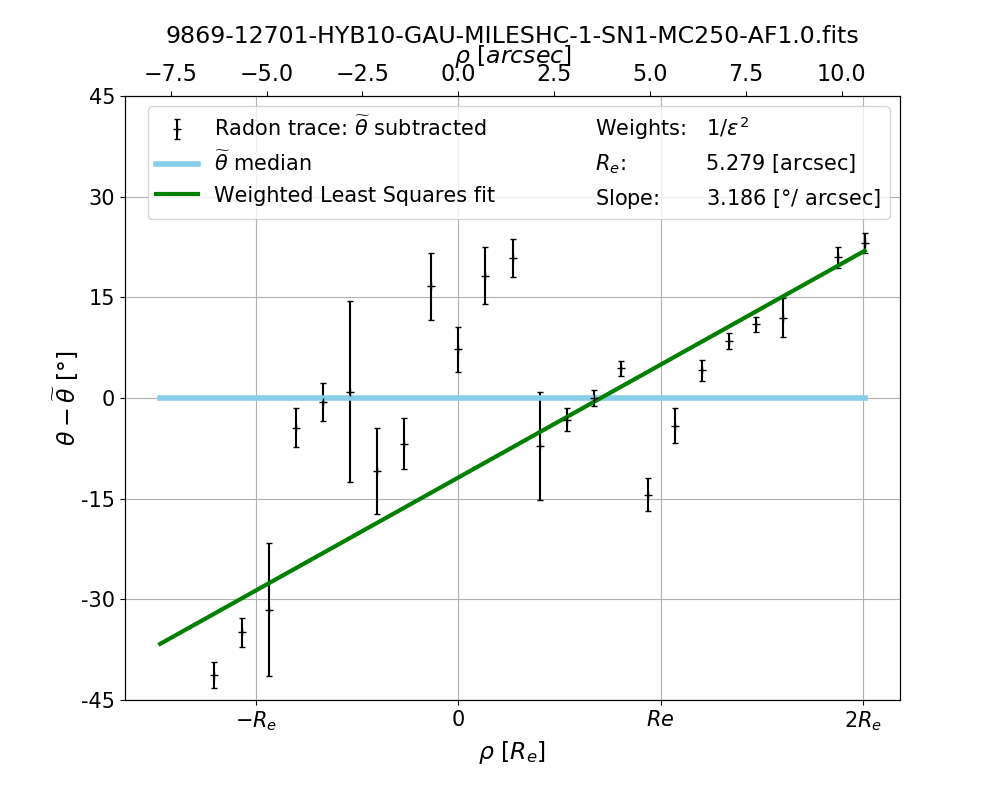 9869-12701-HYB10-GAU-MILESHC-1-SN1-MC250-AF1.0.fits
ρ [arcsec]
−7.5 −5.0 −2.5 0.0 2.5 5.0 7.5 10.0
Radon trace: θ̃ subtracted
θ̃ median
Weighted Least Squares fit
Weights: 1/ε²
Rₑ: 5.279 [arcsec]
Slope: 3.186 [°/ arcsec]
45
30
15
0
-15
-30
-45
θ − θ̃ [°]
−Rₑ 0 Re 2Rₑ
ρ [Rₑ]